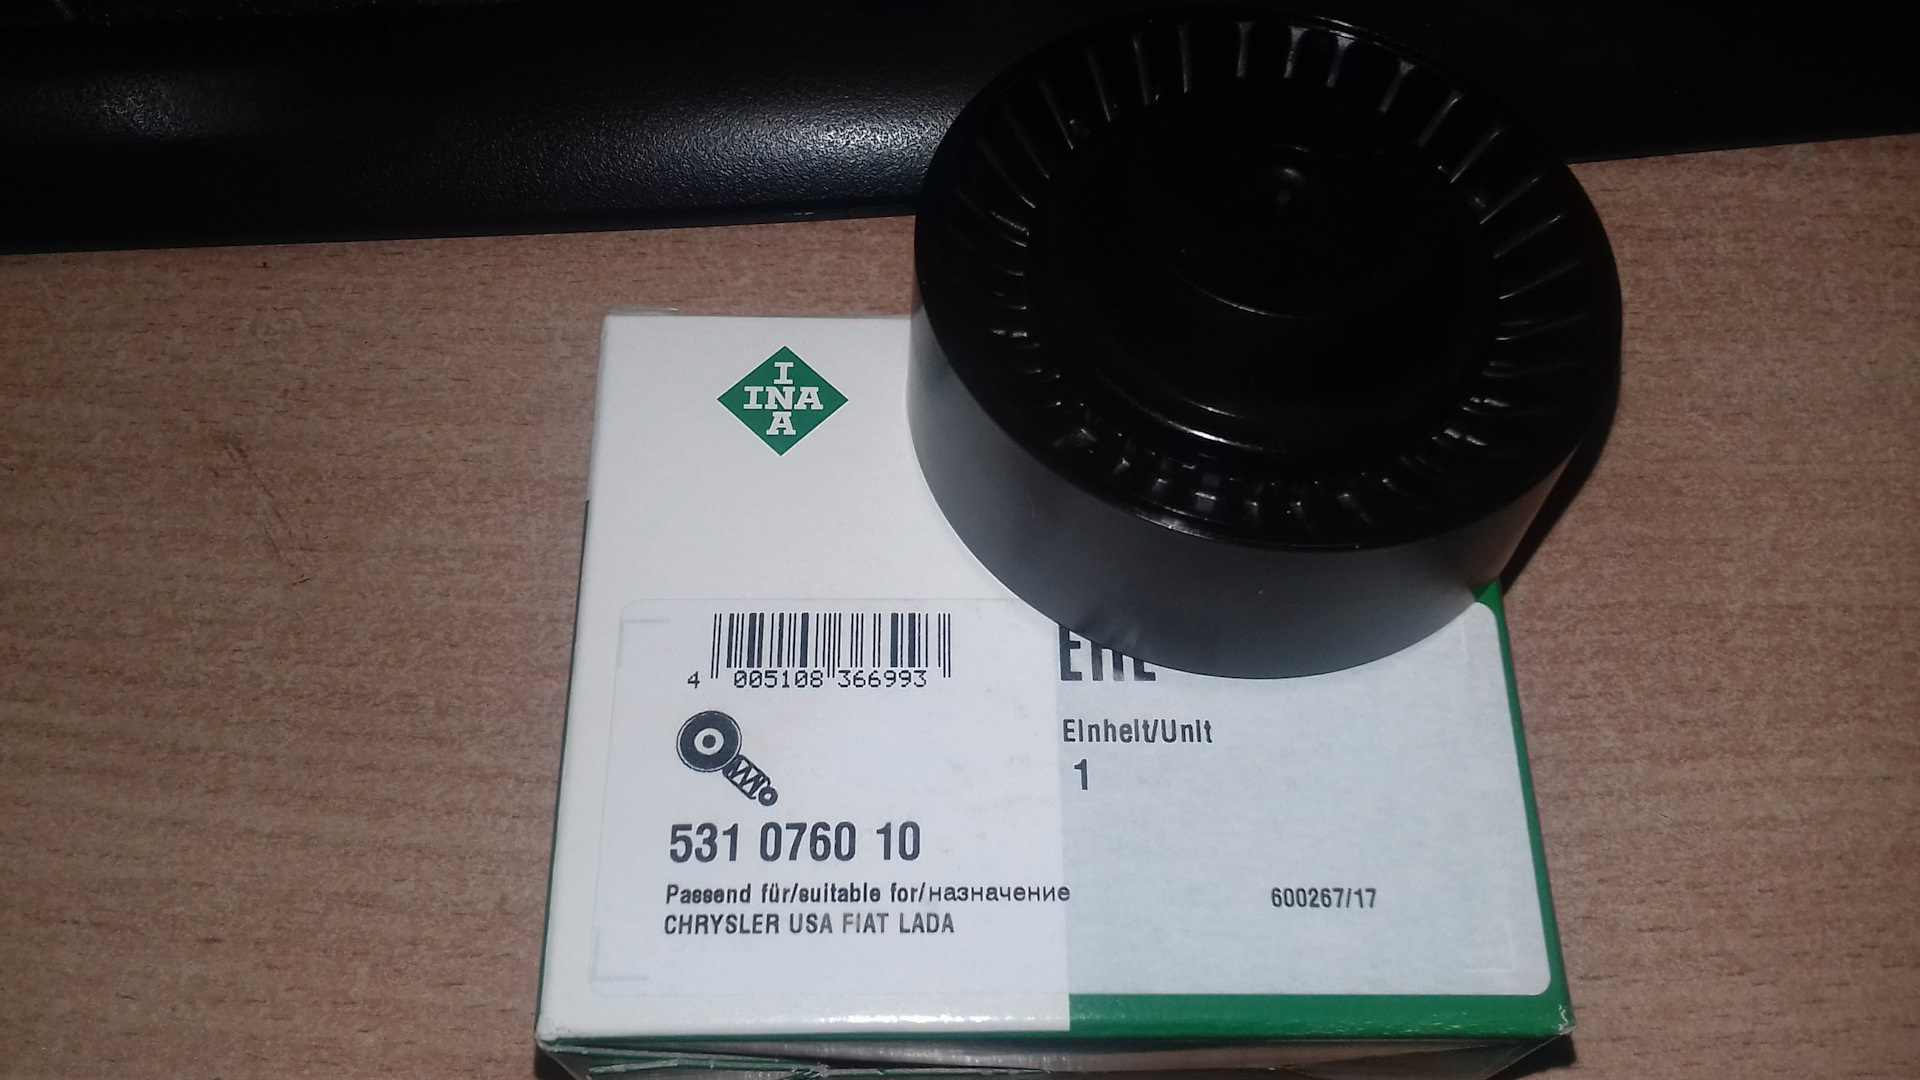 I
INA
A
4 005108 366993
Einheit/Unit
1
531 0760 10
Passend für/suitable for/назначение
CHRYSLER USA FIAT LADA
600267/17